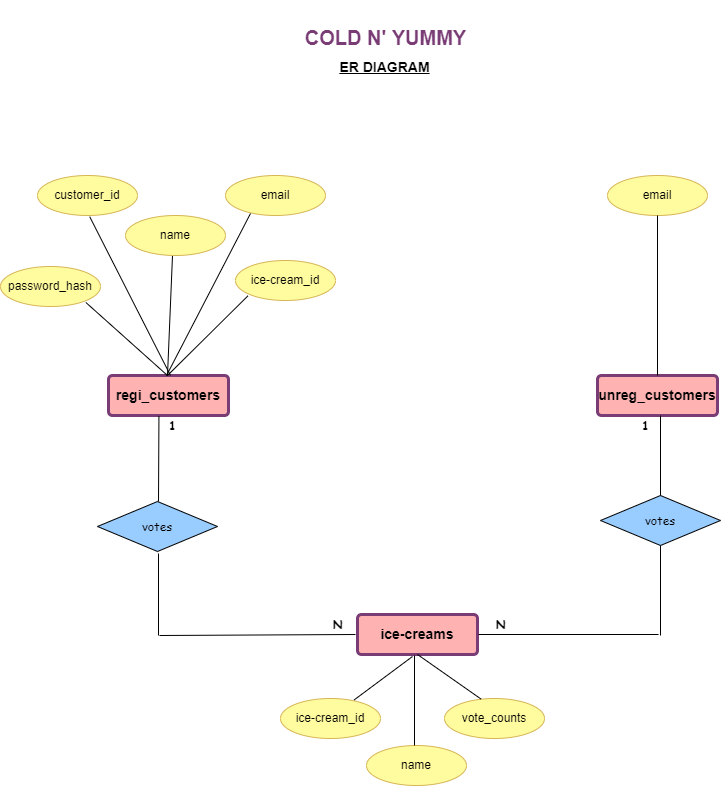 COLD N' YUMMY
ER DIAGRAM
customer_id
email
email
name
password_hash
ice-cream_id
regi_customers
unreg_customers
1
1
votes
votes
N
N
ice-creams
ice-cream_id
vote_counts
name